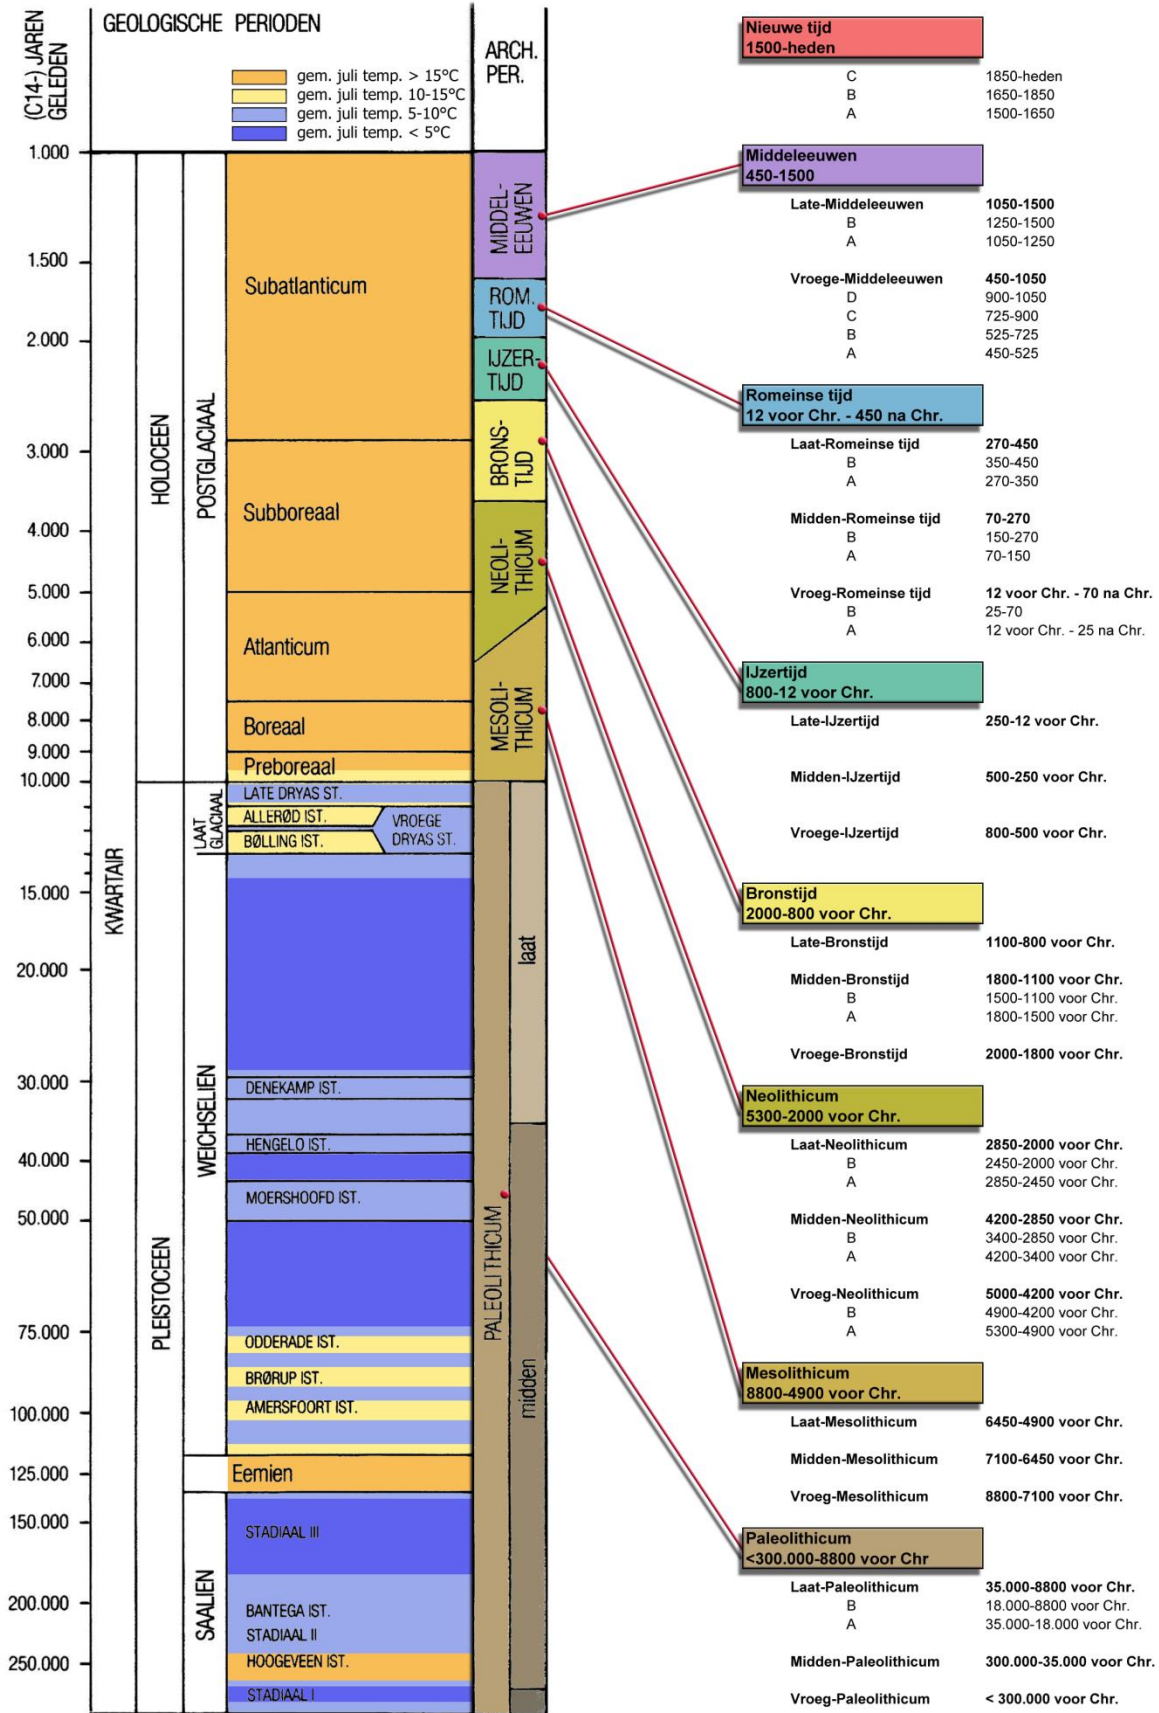 (C14-) JAREN
GELEDEN
GEOLOGISCHE PERIODEN
gem. juli temp. > 15°C
gem. juli temp. 10-15°C
gem. juli temp. 5-10°C
gem. juli temp. < 5°C
ARCH.
PER.
1.000
1.500
2.000
3.000
4.000
5.000
6.000
7.000
8.000
9.000
10.000
15.000
20.000
30.000
40.000
50.000
75.000
100.000
125.000
150.000
200.000
250.000
KWARTAIR
HOLOCEEN
PLEISTOCEEN
POSTGLACIAAL
LAAT
GLACIAAL
WEICHSELIEN
SAALIEN
Subatlanticum
Subboreaal
Atlanticum
Boreaal
Preboreaal
LATE DRYAS ST.
ALLERØD IST.
VROEGE
DRYAS ST.
BØLLING IST.
DENEKAMP IST.
HENGELO IST.
MOERSHOOFD IST.
ODDERADE IST.
BRØRUP IST.
AMERSFOORT IST.
Eemien
STADIAAL III
BANTEGA IST.
STADIAAL II
HOOGEVEEN IST.
STADIAAL I
MIDDEL-
EEUWEN
ROM.
TIJD
IJZER-
TIJD
BRONS-
TIJD
NEOLI-
THICUM
MESOLI-
THICUM
PALEOLITHICUM
laat
midden
Nieuwe tijd
1500-heden
C 1850-heden
B 1650-1850
A 1500-1650
Middeleeuwen
450-1500
Late-Middeleeuwen 1050-1500
B 1250-1500
A 1050-1250
Vroege-Middeleeuwen 450-1050
D 900-1050
C 725-900
B 525-725
A 450-525
Romeinse tijd
12 voor Chr. - 450 na Chr.
Laat-Romeinse tijd 270-450
B 350-450
A 270-350
Midden-Romeinse tijd 70-270
B 150-270
A 70-150
Vroeg-Romeinse tijd 12 voor Chr. - 70 na Chr.
B 25-70
A 12 voor Chr. - 25 na Chr.
IJzertijd
800-12 voor Chr.
Late-IJzertijd 250-12 voor Chr.
Midden-IJzertijd 500-250 voor Chr.
Vroege-IJzertijd 800-500 voor Chr.
Bronstijd
2000-800 voor Chr.
Late-Bronstijd 1100-800 voor Chr.
Midden-Bronstijd 1800-1100 voor Chr.
B 1500-1100 voor Chr.
A 1800-1500 voor Chr.
Vroege-Bronstijd 2000-1800 voor Chr.
Neolithicum
5300-2000 voor Chr.
Laat-Neolithicum 2850-2000 voor Chr.
B 2450-2000 voor Chr.
A 2850-2450 voor Chr.
Midden-Neolithicum 4200-2850 voor Chr.
B 3400-2850 voor Chr.
A 4200-3400 voor Chr.
Vroeg-Neolithicum 5000-4200 voor Chr.
B 4900-4200 voor Chr.
A 5300-4900 voor Chr.
Mesolithicum
8800-4900 voor Chr.
Laat-Mesolithicum 6450-4900 voor Chr.
Midden-Mesolithicum 7100-6450 voor Chr.
Vroeg-Mesolithicum 8800-7100 voor Chr.
Paleolithicum
<300.000-8800 voor Chr
Laat-Paleolithicum 35.000-8800 voor Chr.
B 18.000-8800 voor Chr.
A 35.000-18.000 voor Chr.
Midden-Paleolithicum 300.000-35.000 voor Chr.
Vroeg-Paleolithicum < 300.000 voor Chr.